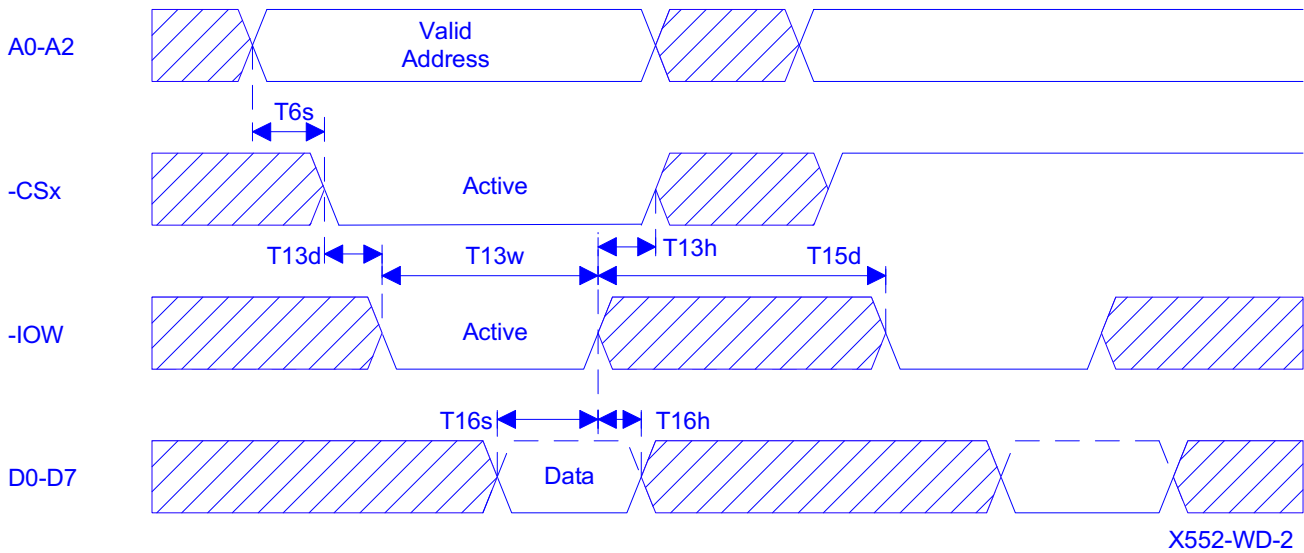 A0-A2
Valid
Address
T6s
-CSx
Active
T13d
T13w
T13h
T15d
-IOW
Active
T16s
T16h
D0-D7
Data
X552-WD-2